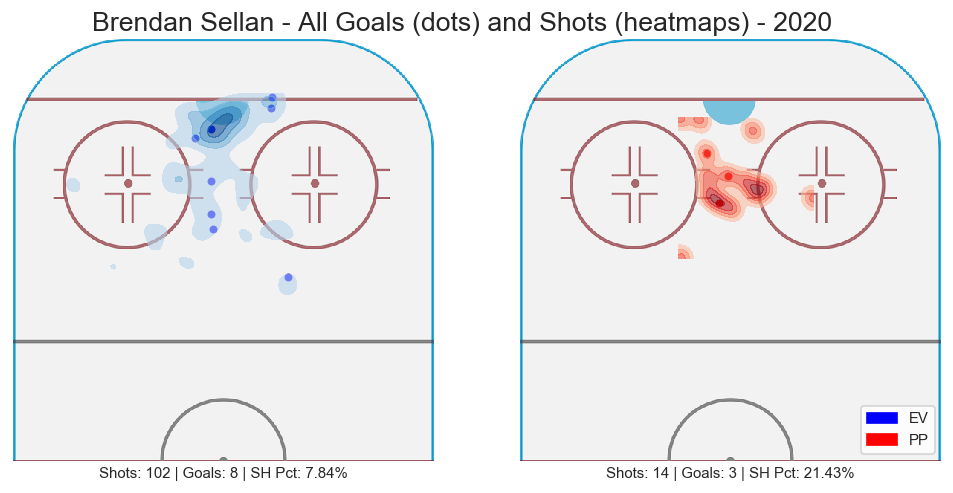 Brendan Sellan - All Goals (dots) and Shots (heatmaps) - 2020
EV
PP
Shots: 102 | Goals: 8 | SH Pct: 7.84%
Shots: 14 | Goals: 3 | SH Pct: 21.43%